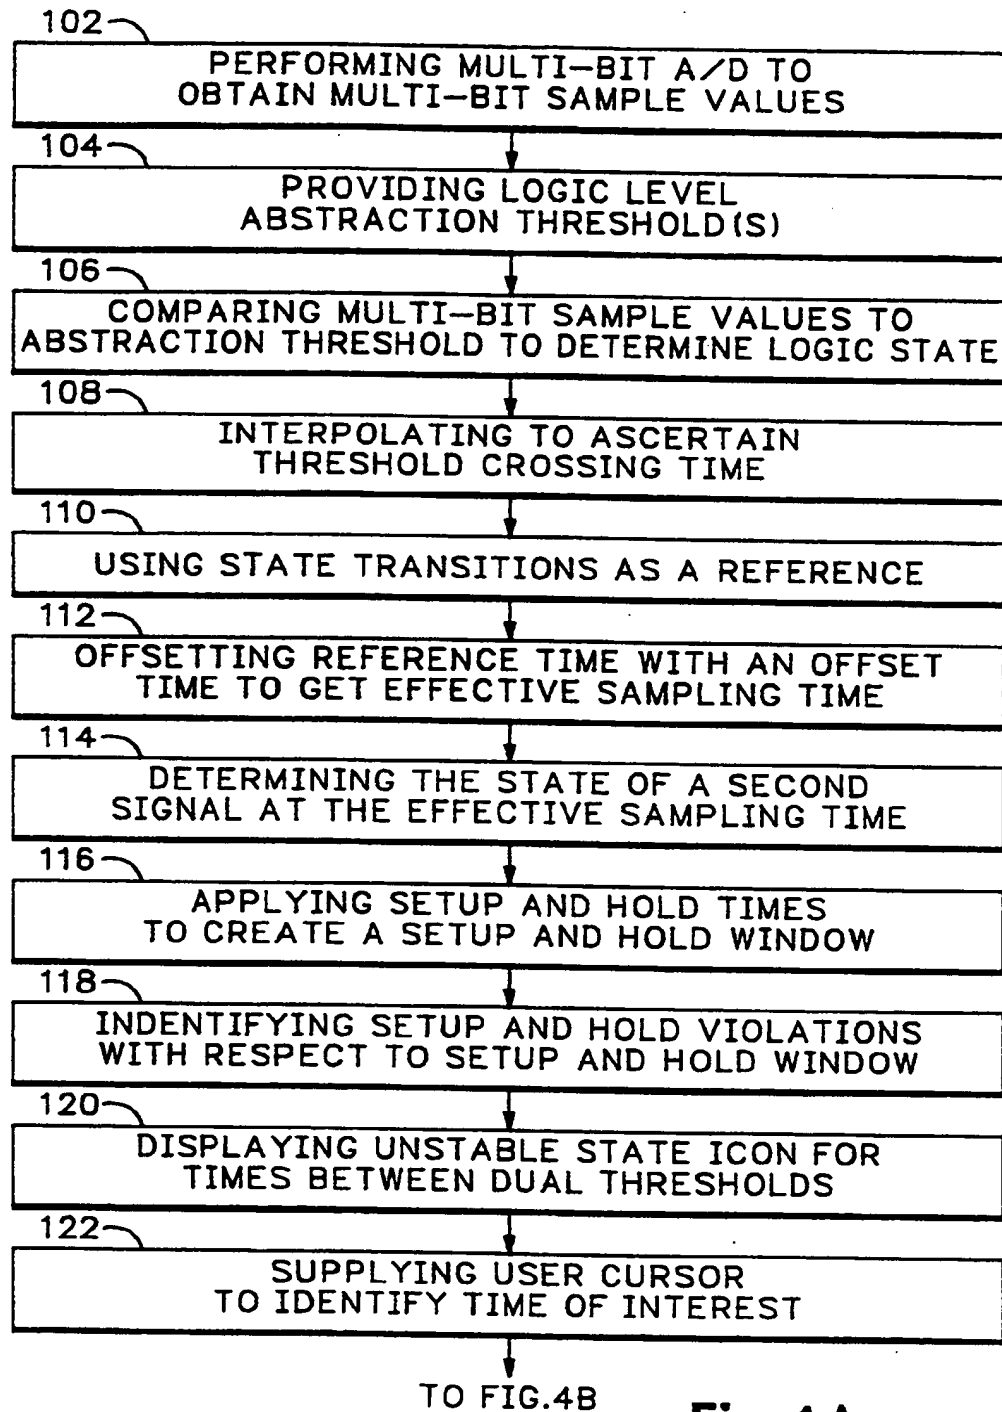 102
PERFORMING MULTI-BIT A/D TO
OBTAIN MULTI-BIT SAMPLE VALUES
104
PROVIDING LOGIC LEVEL
ABSTRACTION THRESHOLD(S)
106
COMPARING MULTI-BIT SAMPLE VALUES TO
ABSTRACTION THRESHOLD TO DETERMINE LOGIC STATE
108
INTERPOLATING TO ASCERTAIN
THRESHOLD CROSSING TIME
110
USING STATE TRANSITIONS AS A REFERENCE
112
OFFSETTING REFERENCE TIME WITH AN OFFSET
TIME TO GET EFFECTIVE SAMPLING TIME
114
DETERMINING THE STATE OF A SECOND
SIGNAL AT THE EFFECTIVE SAMPLING TIME
116
APPLYING SETUP AND HOLD TIMES
TO CREATE A SETUP AND HOLD WINDOW
118
INDENTIFYING SETUP AND HOLD VIOLATIONS
WITH RESPECT TO SETUP AND HOLD WINDOW
120
DISPLAYING UNSTABLE STATE ICON FOR
TIMES BETWEEN DUAL THRESHOLDS
122
SUPPLYING USER CURSOR
TO IDENTIFY TIME OF INTEREST
TO FIG.4B